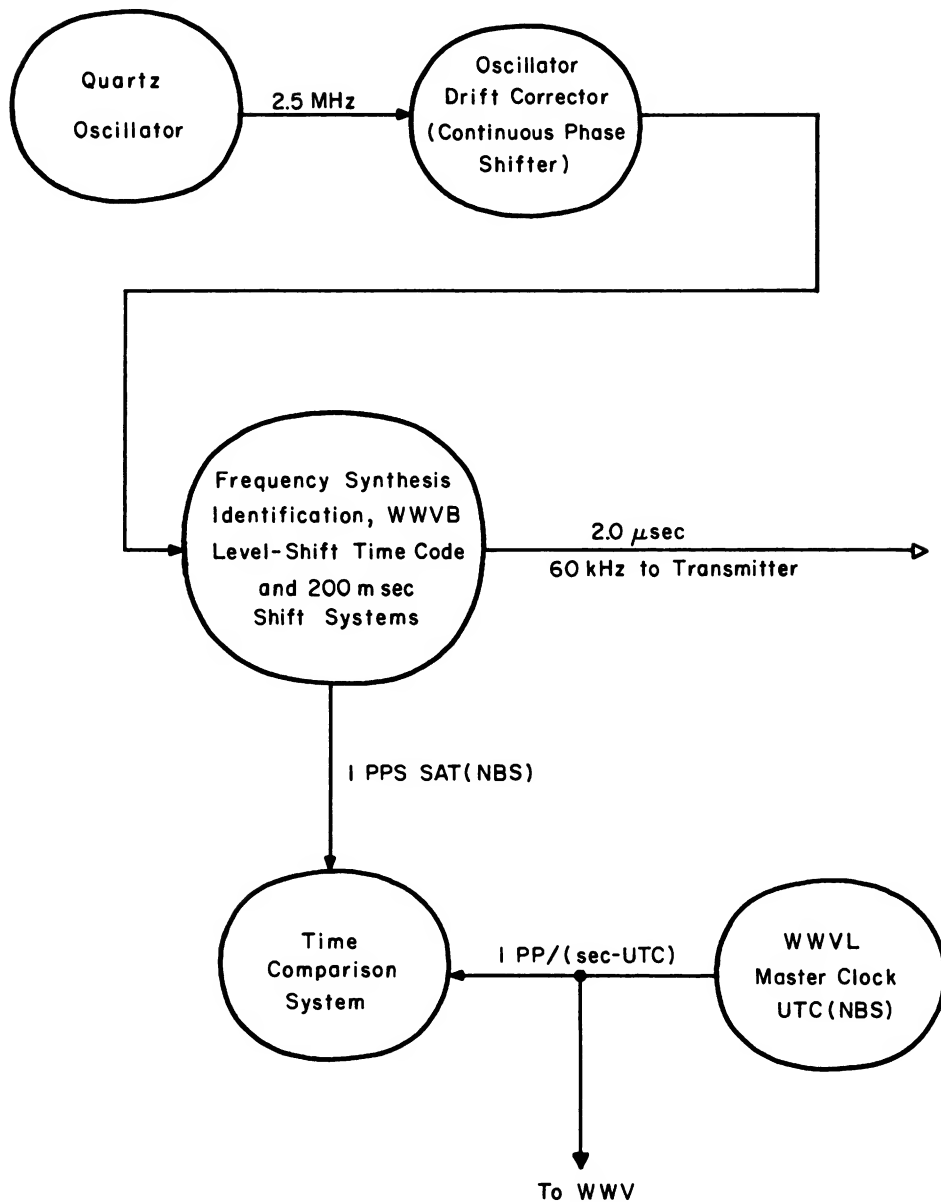 Quartz
Oscillator
2.5 MHz
Oscillator
Drift Corrector
(Continuous Phase
Shifter)
Frequency Synthesis
Identification, WWVB
Level-Shift Time Code
and 200 m sec
Shift Systems
2.0 μsec
60 kHz to Transmitter
1 PPS SAT(NBS)
Time
Comparison
System
1 PP/(sec-UTC)
WWVL
Master Clock
UTC(NBS)
To WWV